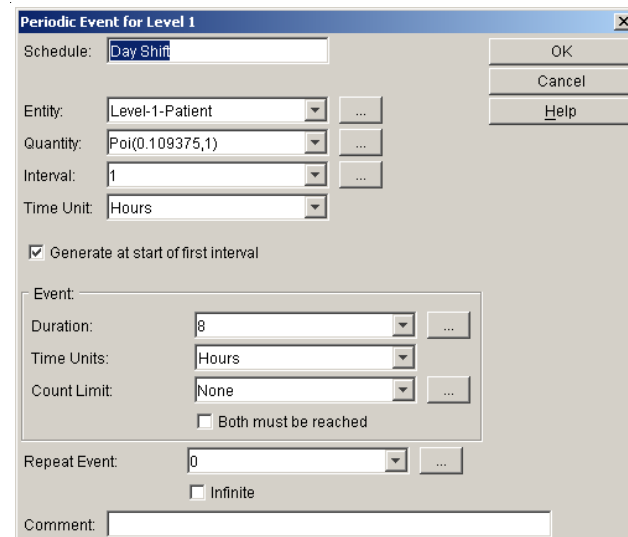 Periodic Event for Level 1
Schedule: Day Shift
OK
Cancel
Entity: Level-1-Patient ...
Help
Quantity: Poi(0.109375,1) ...
Interval: 1 ...
Time Unit: Hours
Generate at start of first interval
Event:
Duration: 8 ...
Time Units: Hours
Count Limit: None ...
Both must be reached
Repeat Event: 0 ...
Infinite
Comment: